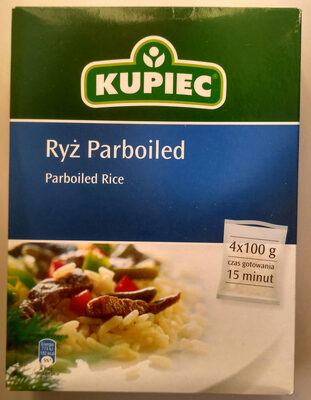 KUPIEC®
Ryż Parboiled
Parboiled Rice
4x100 g
czas gotowania
15 minut